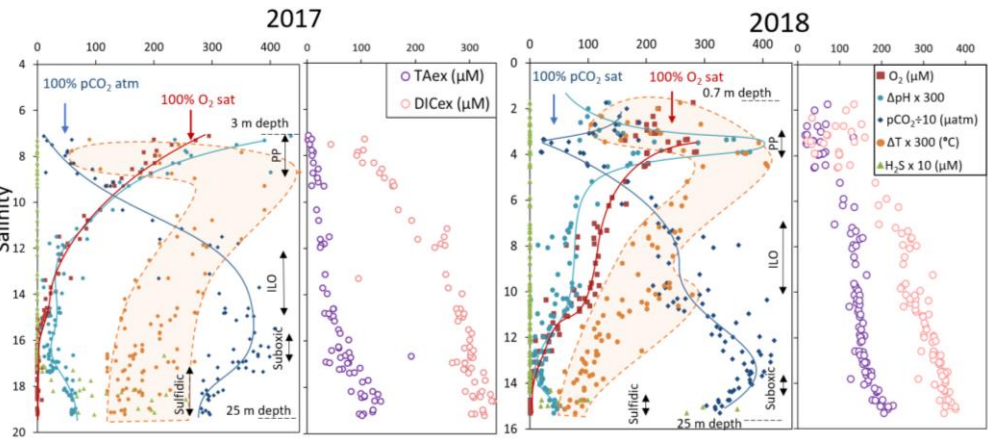 2017
2018
0 100 200 300 400
0 100 200 300
0 100 200 300 400
0 100 200 300 400
4
6
8
10
12
14
16
18
20
Salinity
100% pCO₂ atm
100% O₂ sat
3 m depth
PP
ILO
Suboxic
Sulfidic
25 m depth
TAex (µM)
DICex (µM)
0
2
4
6
8
10
12
14
16
100% pCO₂ sat
100% O₂ sat
0.7 m depth
PP
ILO
Suboxic
Sulfidic
25 m depth
O₂ (µM)
ΔpH x 300
pCO₂÷10 (µatm)
ΔT x 300 (°C)
H₂S x 10 (µM)